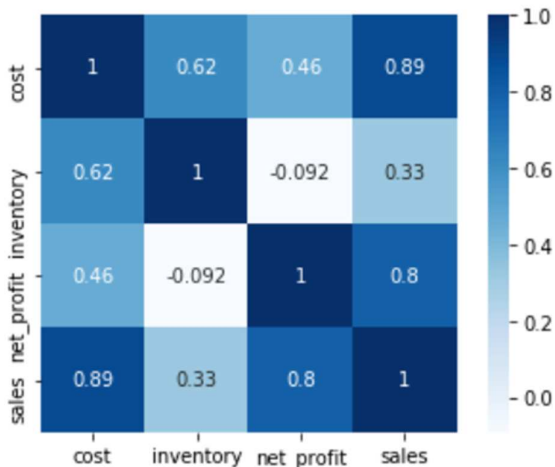 cost 1 0.62 0.46 0.89 1.0
inventory 0.62 1 -0.092 0.33 0.8
net_profit 0.46 -0.092 1 0.8 0.6
sales 0.89 0.33 0.8 1 0.4
0.2
0.0
cost inventory net_profit sales